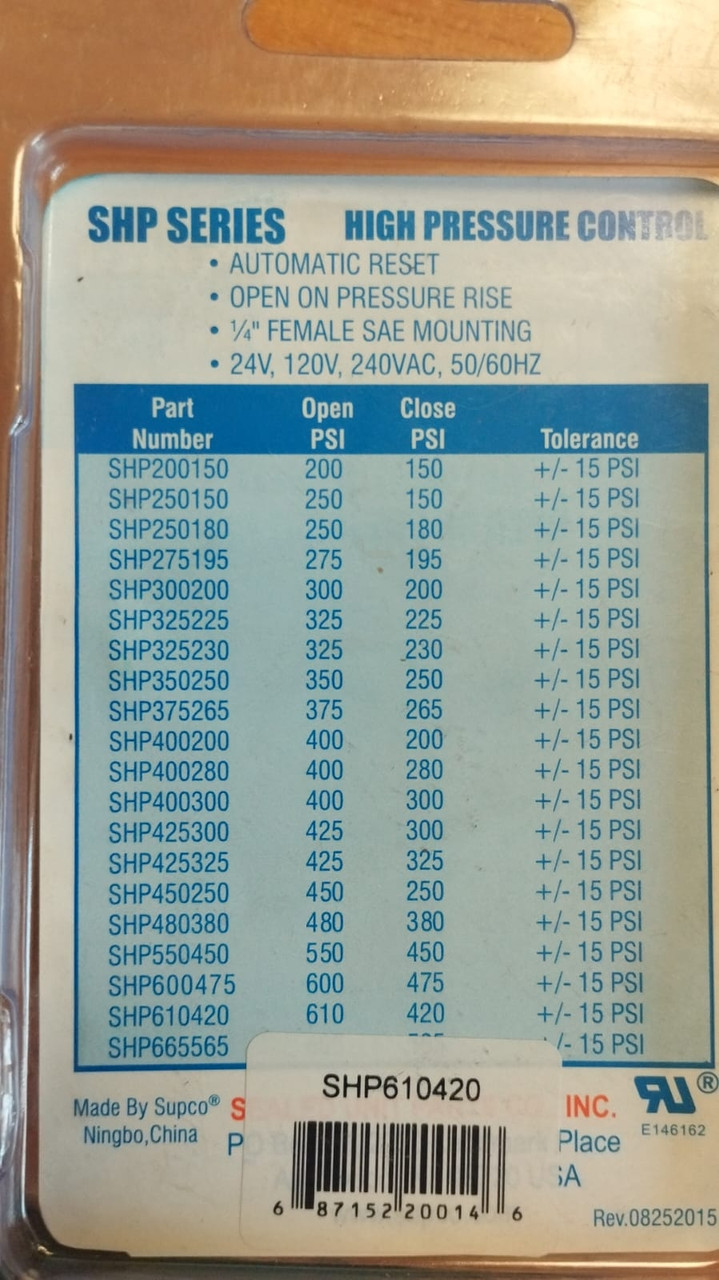 SHP SERIES HIGH PRESSURE CONTROL
• AUTOMATIC RESET
• OPEN ON PRESSURE RISE
• ¼" FEMALE SAE MOUNTING
• 24V, 120V, 240VAC, 50/60HZ
Part Open Close
Number PSI PSI Tolerance
SHP200150 200 150 +/- 15 PSI
SHP250150 250 150 +/- 15 PSI
SHP250180 250 180 +/- 15 PSI
SHP275195 275 195 +/- 15 PSI
SHP300200 300 200 +/- 15 PSI
SHP325225 325 225 +/- 15 PSI
SHP325230 325 230 +/- 15 PSI
SHP350250 350 250 +/- 15 PSI
SHP375265 375 265 +/- 15 PSI
SHP400200 400 200 +/- 15 PSI
SHP400280 400 280 +/- 15 PSI
SHP400300 400 300 +/- 15 PSI
SHP425300 425 300 +/- 15 PSI
SHP425325 425 325 +/- 15 PSI
SHP450250 450 250 +/- 15 PSI
SHP480380 480 380 +/- 15 PSI
SHP550450 550 450 +/- 15 PSI
SHP600475 600 475 +/- 15 PSI
SHP610420 610 420 +/- 15 PSI
SHP665565 /- 15 PSI
SHP610420
Made By Supco® INC. ®
Ningbo,China Place E146162
6 87152 20014 6
Rev.08252015